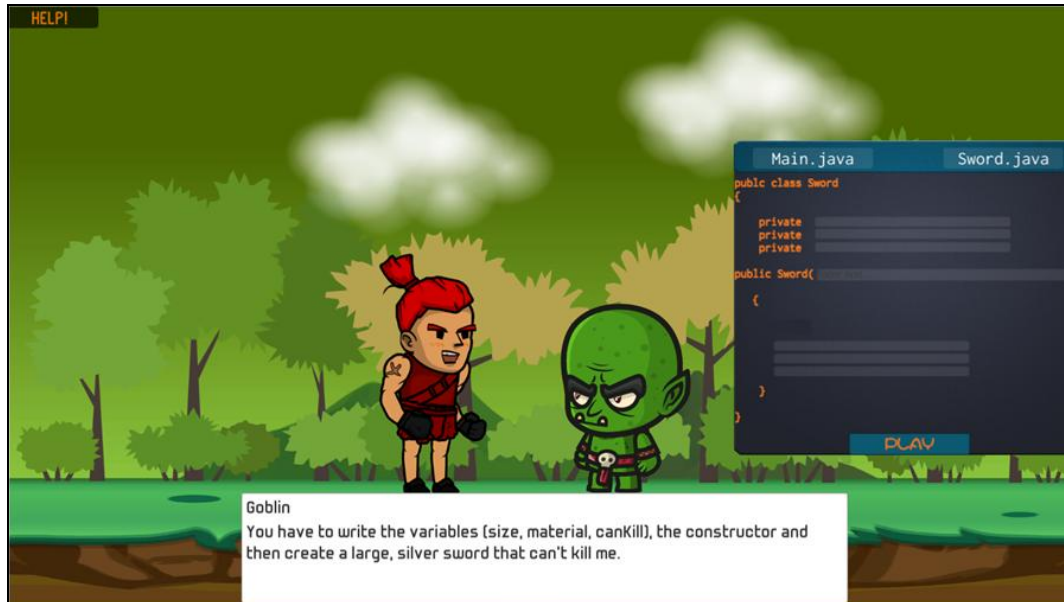 HELP!
Main.java Sword.java
publc class Sword
{
private
private
private
public Sword(
{
}
}
PLAY
Goblin
You have to write the variables (size, material, canKill), the constructor and
then create a large, silver sword that can't kill me.